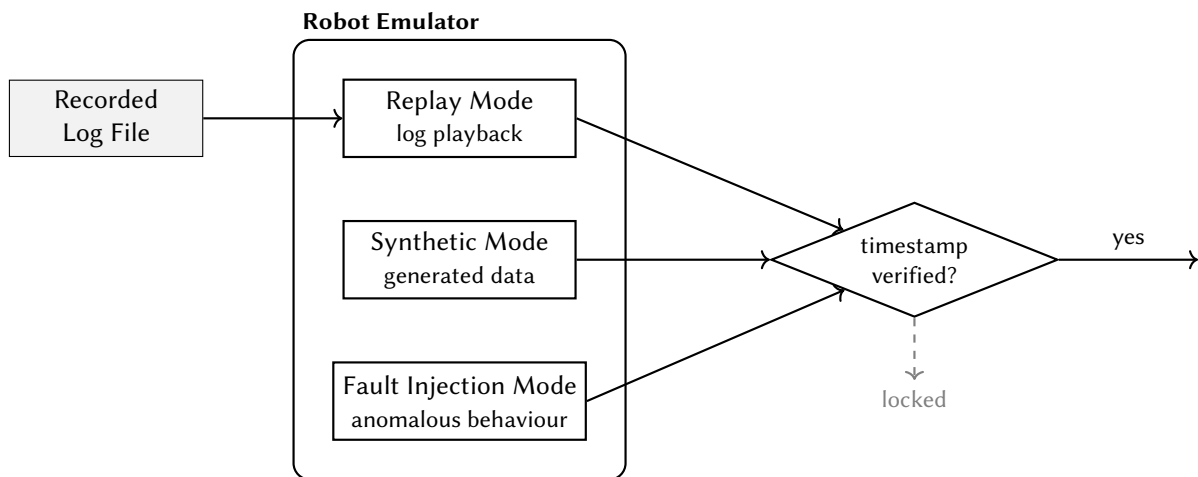 Robot Emulator
Recorded
Log File
Replay Mode
log playback
Synthetic Mode
generated data
Fault Injection Mode
anomalous behaviour
timestamp
verified?
yes
locked